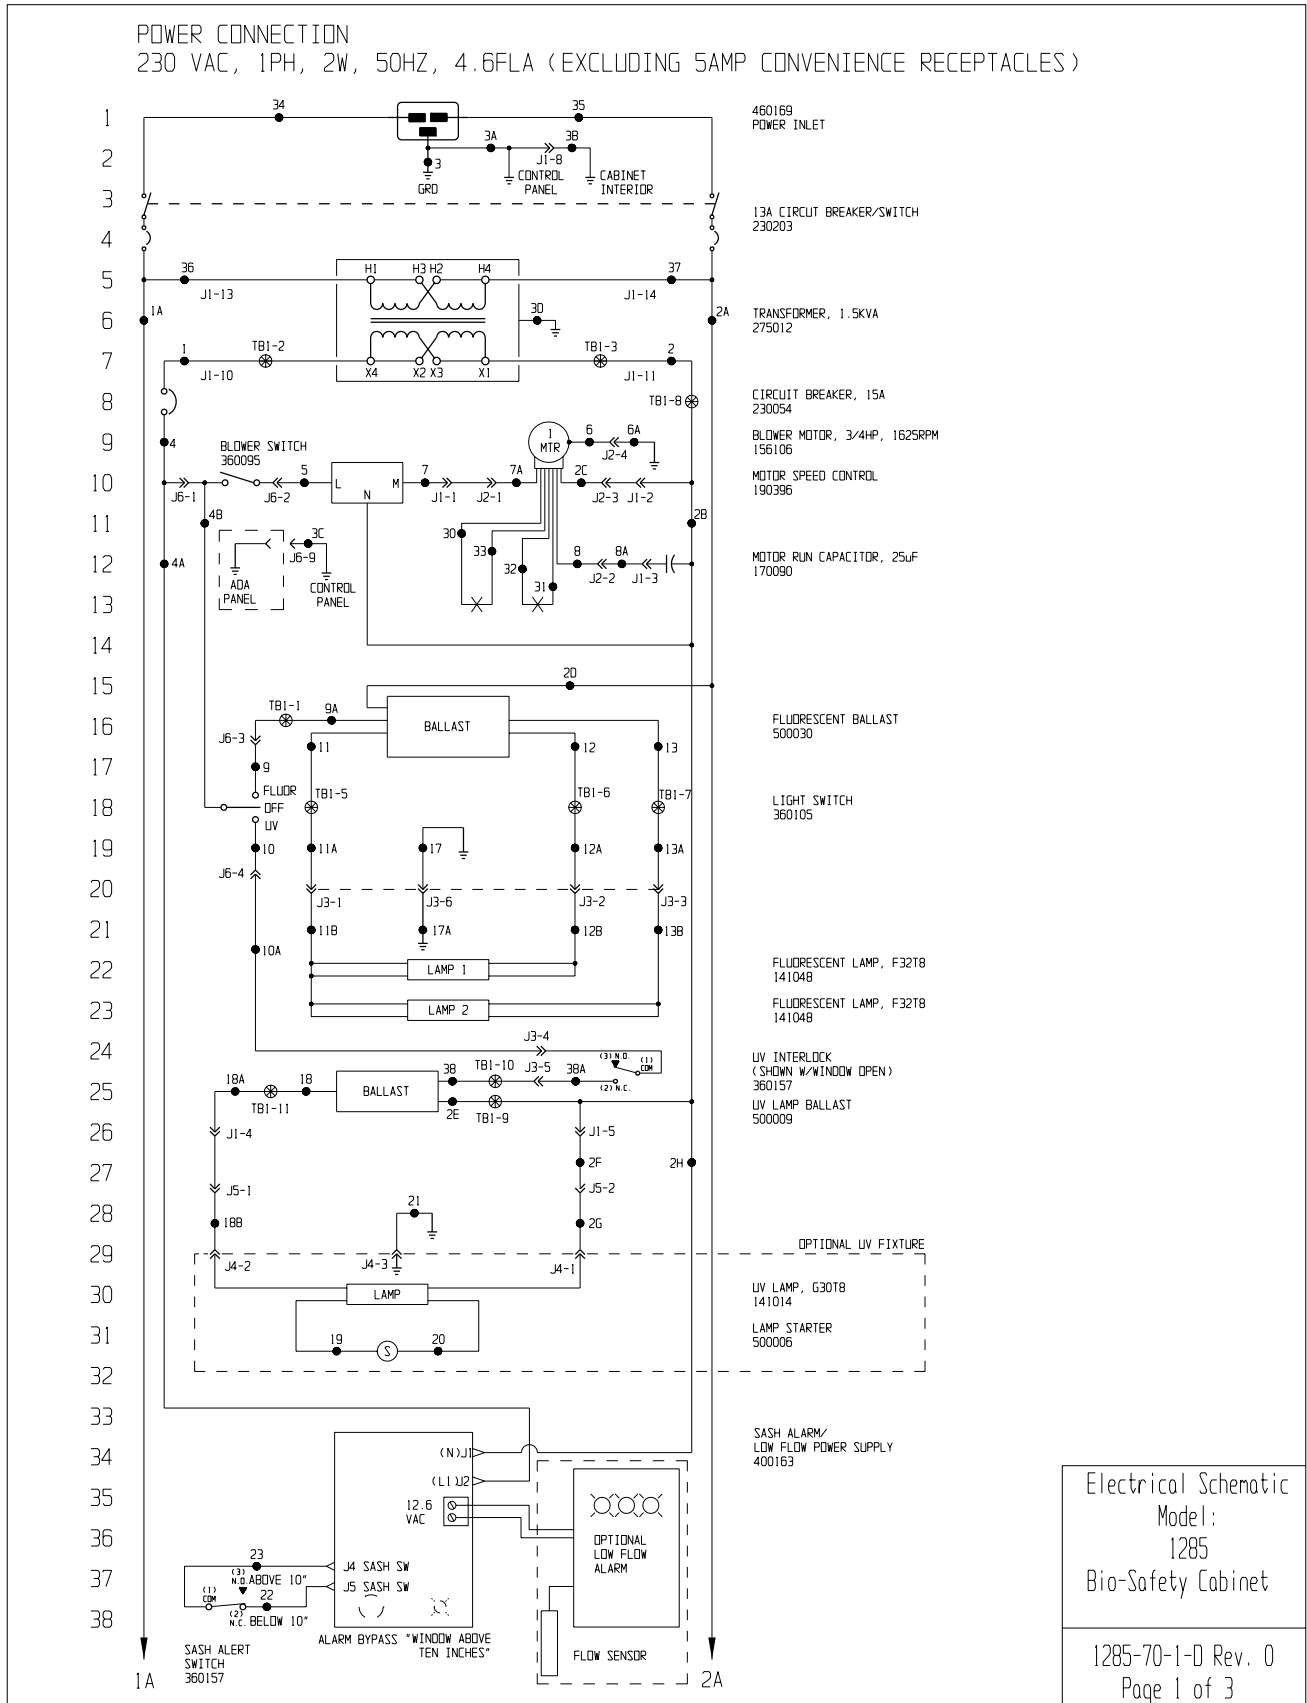 POWER CONNECTION
230 VAC, 1PH, 2W, 50HZ, 4.6FLA (EXCLUDING 5AMP CONVENIENCE RECEPTACLES)
1
34
35
460169
POWER INLET
2
3A
3B
3
J1-8
GRD
CONTROL
PANEL
CABINET
INTERIOR
3
13A CIRCUT BREAKER/SWITCH
230203
4
5
36
H1
H3
H2
H4
37
J1-13
J1-14
6
1A
3D
2A
TRANSFORMER, 1.5KVA
275012
7
1
TB1-2
TB1-3
2
J1-10
X4
X2
X3
X1
J1-11
8
TB1-8
CIRCUIT BREAKER, 15A
230054
9
4
BLOWER SWITCH
360095
1
MTR
6
6A
J2-4
BLOWER MOTOR, 3/4HP, 1625RPM
156106
10
J6-1
J6-2
5
L
M
N
7
J1-1
J2-1
7A
2C
J2-3
J1-2
MOTOR SPEED CONTROL
190396
11
4B
3C
J6-9
30
33
2B
12
4A
ADA
PANEL
CONTROL
PANEL
32
31
8
8A
J2-2
J1-3
MOTOR RUN CAPACITOR, 25uF
170090
13
14
15
2D
16
TB1-1
9A
BALLAST
FLUORESCENT BALLAST
500030
J6-3
11
12
13
17
9
18
FLUOR
OFF
UV
TB1-5
TB1-6
TB1-7
LIGHT SWITCH
360105
19
10
11A
17
12A
13A
20
J6-4
J3-1
J3-6
J3-2
J3-3
21
10A
11B
17A
12B
13B
22
LAMP 1
FLUORESCENT LAMP, F32T8
141048
23
LAMP 2
FLUORESCENT LAMP, F32T8
141048
24
J3-4
(3) N.O.
(1)
COM
(2) N.C.
UV INTERLOCK
(SHOWN W/WINDOW OPEN)
360157
25
18A
18
TB1-11
BALLAST
38
TB1-10
J3-5
38A
2E
TB1-9
UV LAMP BALLAST
500009
26
J1-4
J1-5
27
2F
2H
J5-1
J5-2
28
18B
21
2G
29
OPTIONAL UV FIXTURE
J4-2
J4-3
J4-1
30
LAMP
UV LAMP, G30T8
141014
31
19
S
20
LAMP STARTER
500006
32
33
34
(N)J1
SASH ALARM/
LOW FLOW POWER SUPPLY
400163
35
(L1)J2
12.6
VAC
36
OPTIONAL
LOW FLOW
ALARM
37
23
(3)
N.O. ABOVE 10"
J4 SASH SW
J5 SASH SW
38
(1)
COM
22
(2)
N.C. BELOW 10"
ALARM BYPASS
"WINDOW ABOVE
TEN INCHES"
FLOW SENSOR
SASH ALERT
SWITCH
360157
1A
2A
Electrical Schematic
Model:
1285
Bio-Safety Cabinet
1285-70-1-D Rev. 0
Page 1 of 3